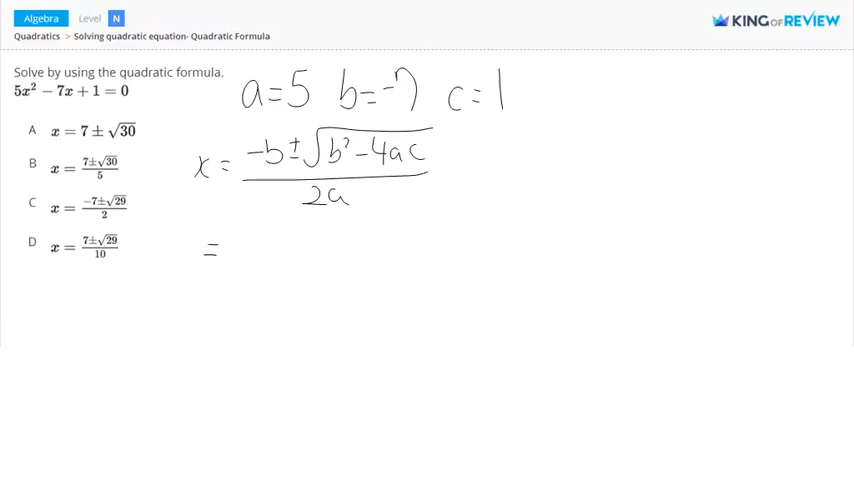 Algebra Level N
KING OF REVIEW
Quadratics > Solving quadratic equation- Quadratic Formula
Solve by using the quadratic formula.
5x² − 7x + 1 = 0
a=5 b=-7 c=1
A x = 7 ± √30
B x = (7±√30)/5
C x = (−7±√29)/2
D x = (7±√29)/10
x = (-b ± √(b² - 4ac))/2a
=